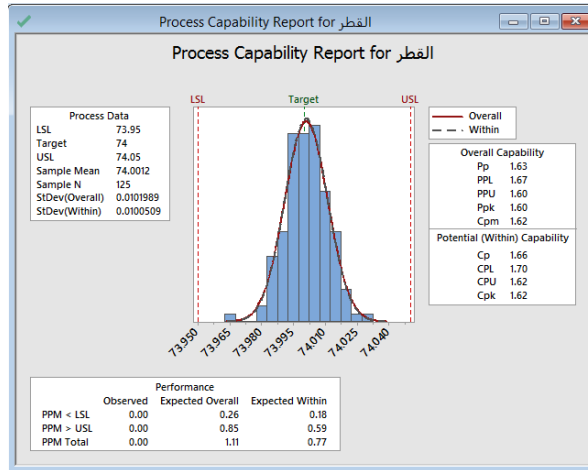 Process Capability Report for القطر
Process Capability Report for القطر
LSL Target USL
Process Data
LSL 73.95
Target 74
USL 74.05
Sample Mean 74.0012
Sample N 125
StDev(Overall) 0.0101989
StDev(Within) 0.0100509
Overall
Within
Overall Capability
Pp 1.63
PPL 1.67
PPU 1.60
Ppk 1.60
Cpm 1.62
Potential (Within) Capability
Cp 1.66
CPL 1.70
CPU 1.62
Cpk 1.62
73.950 73.965 73.980 73.995 74.010 74.025 74.040
Performance
Observed Expected Overall Expected Within
PPM < LSL 0.00 0.26 0.18
PPM > USL 0.00 0.85 0.59
PPM Total 0.00 1.11 0.77